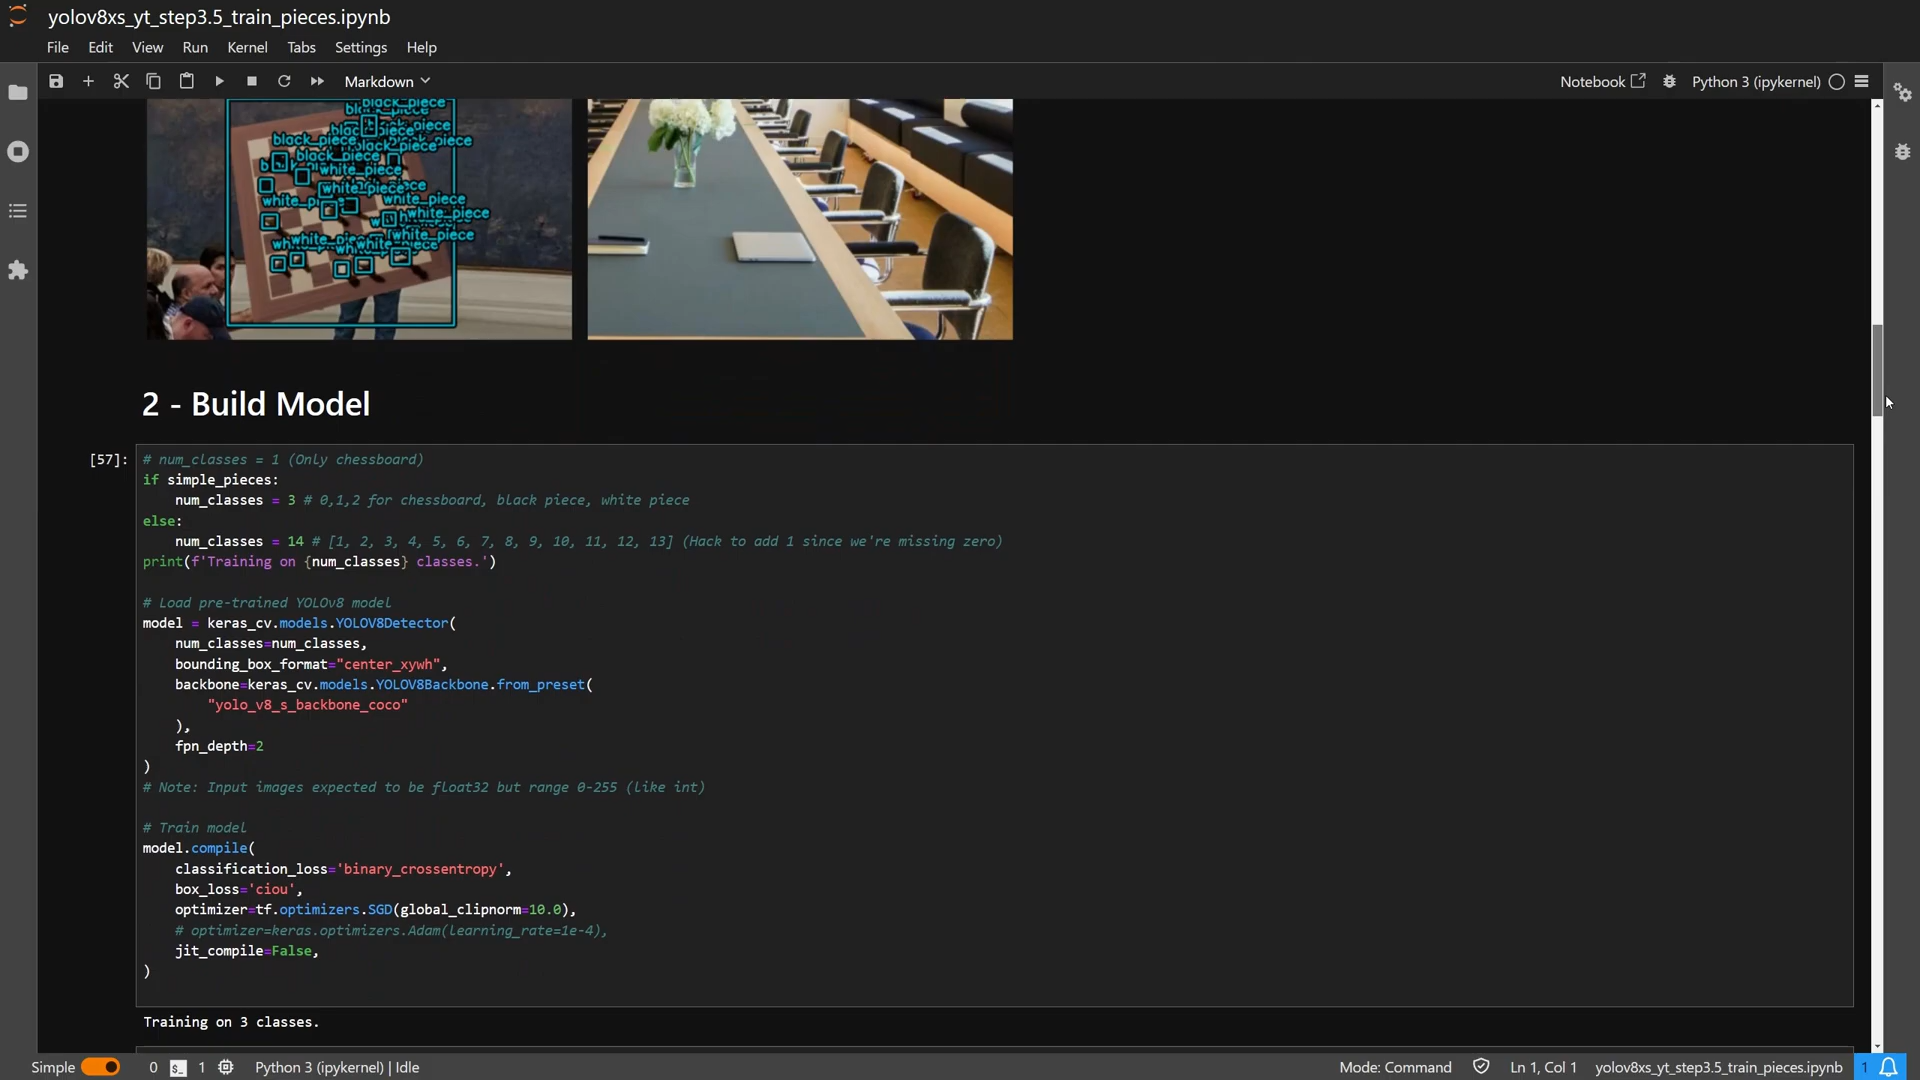 yolov8xs_yt_step3.5_train_pieces.ipynb
File Edit View Run Kernel Tabs Settings Help
Markdown
Notebook
Python 3 (ipykernel)
black_piece
black_piece
black_piece
black_piece
white_piece
white_piece
white_piece
white_piece
white_piece
white_piece
2 - Build Model
[57]:
# num_classes = 1 (Only chessboard)
if simple_pieces:
    num_classes = 3 # 0,1,2 for chessboard, black piece, white piece
else:
    num_classes = 14 # [1, 2, 3, 4, 5, 6, 7, 8, 9, 10, 11, 12, 13] (Hack to add 1 since we're missing zero)
print(f'Training on {num_classes} classes.')
# Load pre-trained YOLOv8 model
model = keras_cv.models.YOLOV8Detector(
    num_classes=num_classes,
    bounding_box_format="center_xywh",
    backbone=keras_cv.models.YOLOV8Backbone.from_preset(
        "yolo_v8_s_backbone_coco"
    ),
    fpn_depth=2
)
# Note: Input images expected to be float32 but range 0-255 (like int)
# Train model
model.compile(
    classification_loss='binary_crossentropy',
    box_loss='ciou',
    optimizer=tf.optimizers.SGD(global_clipnorm=10.0),
    # optimizer=keras.optimizers.Adam(learning_rate=1e-4),
    jit_compile=False,
)
Training on 3 classes.
Simple 0 1 Python 3 (ipykernel) | Idle
Mode: Command Ln 1, Col 1 yolov8xs_yt_step3.5_train_pieces.ipynb 1